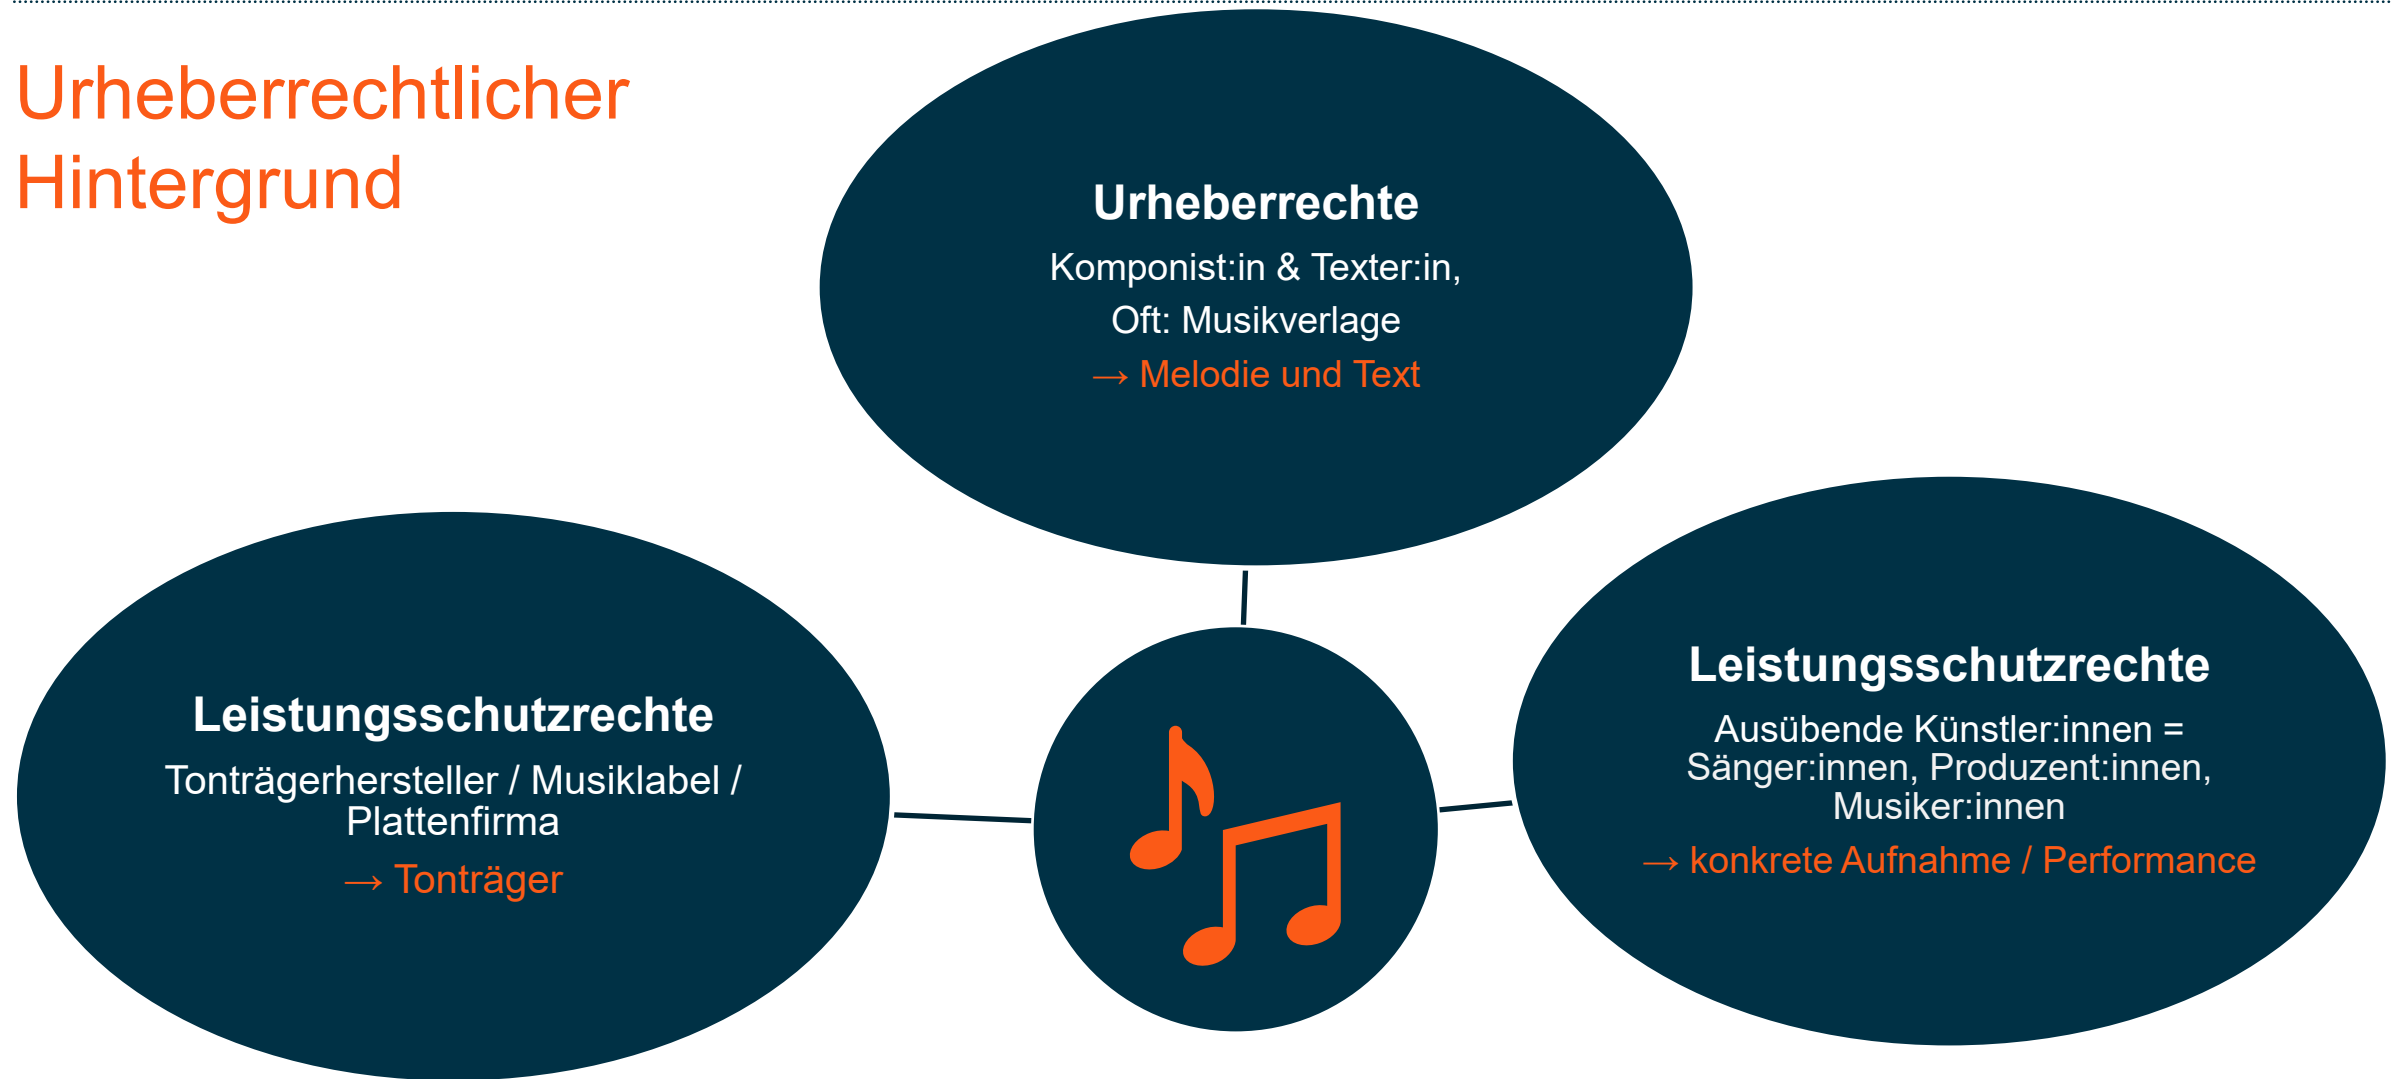 Urheberrechtlicher
Hintergrund
Urheberrechte
Komponist:in & Texter:in,
Oft: Musikverlage
→ Melodie und Text
Leistungsschutzrechte
Tonträgerhersteller / Musiklabel /
Plattenfirma
→ Tonträger
Leistungsschutzrechte
Ausübende Künstler:innen =
Sänger:innen, Produzent:innen,
Musiker:innen
→ konkrete Aufnahme / Performance